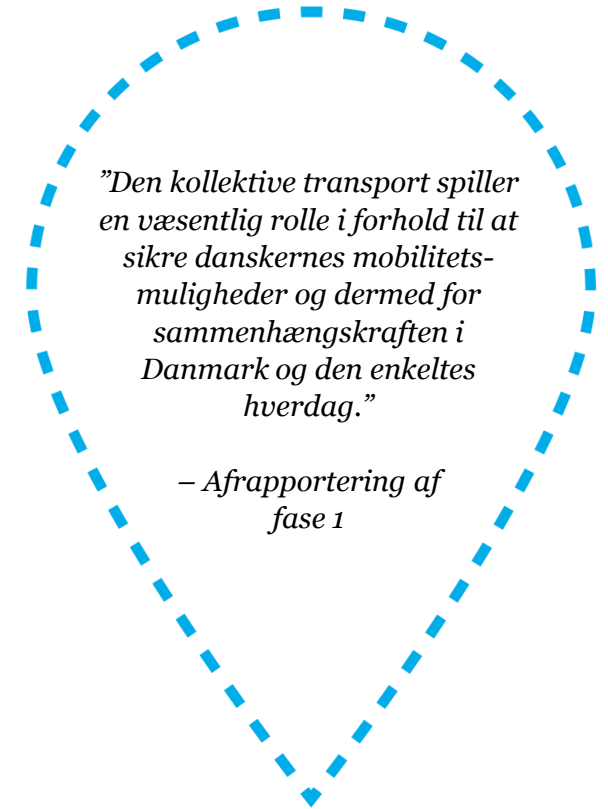 ”Den kollektive transport spiller
en væsentlig rolle i forhold til at
sikre danskernes mobilitets-
muligheder og dermed for
sammenhængskraften i
Danmark og den enkeltes
hverdag.”
– Afrapportering af
fase 1